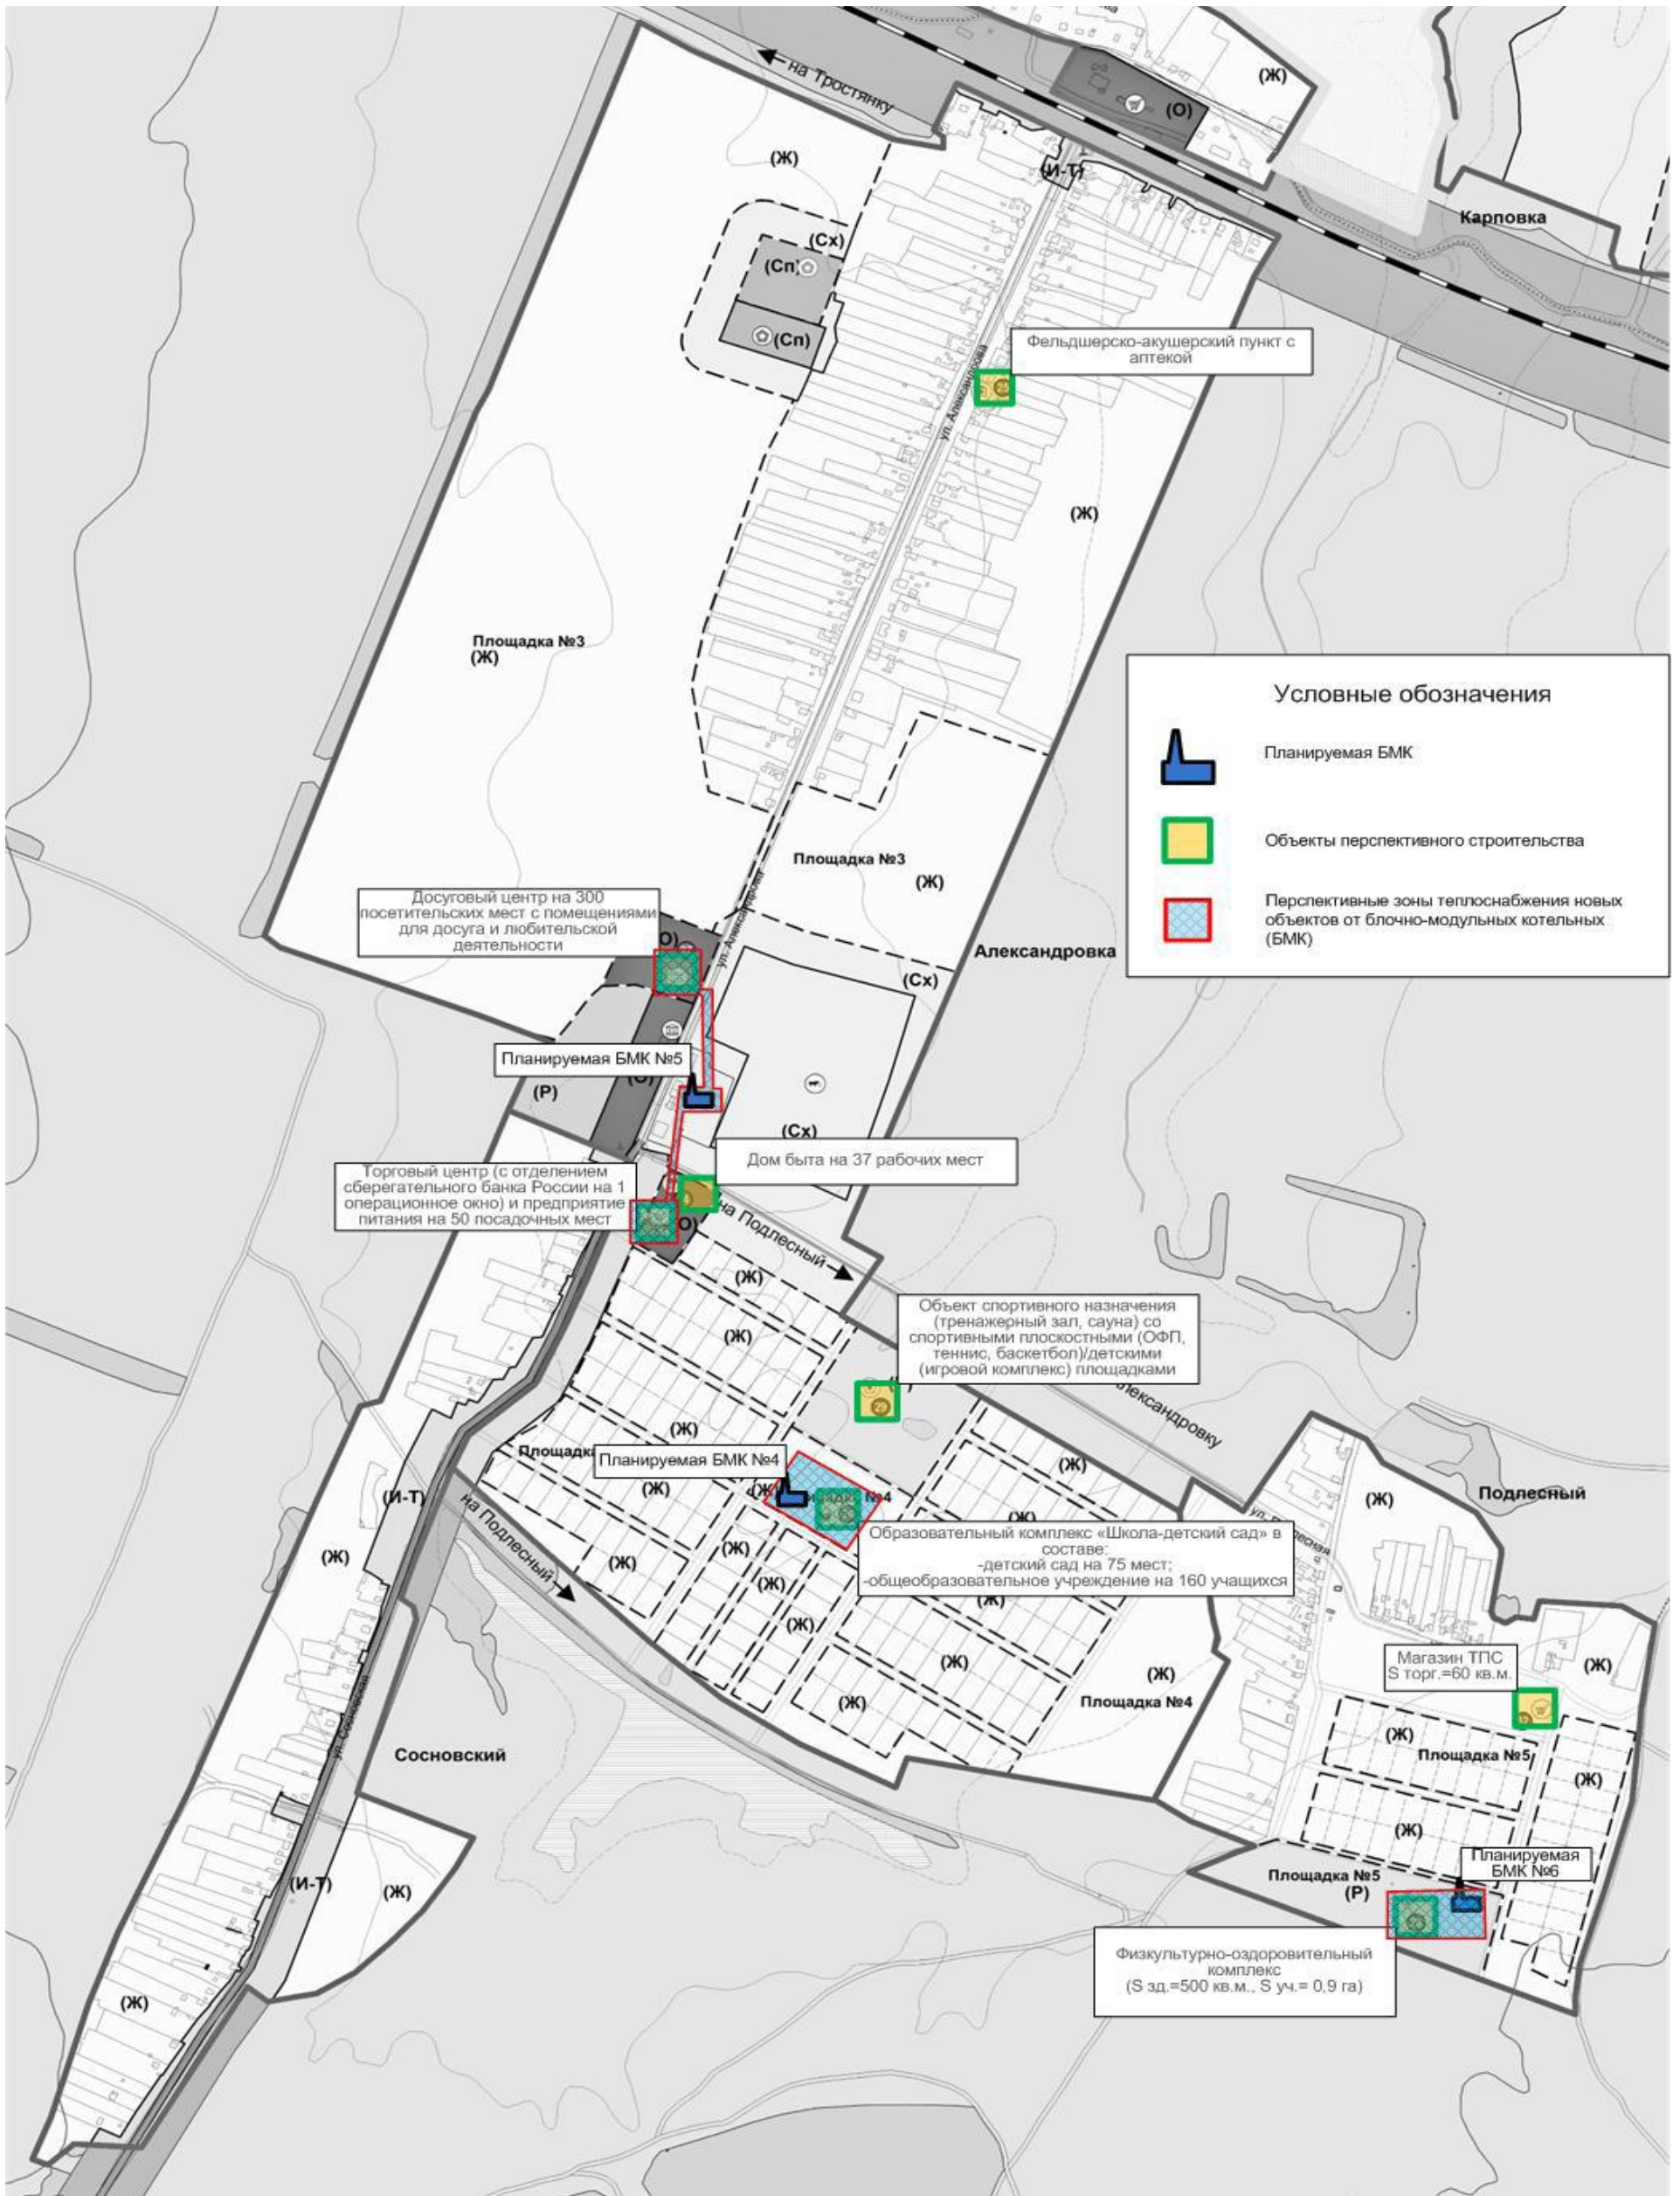 на Тростянку
(Ж)
(О)
(Ж)
(И-Т)
Карповка
(Сх)
(Сп)
(Сп)
Фельдшерско-акушерский пункт с
аптекой
ул. Александрова
(Ж)
Площадка №3
(Ж)
Условные обозначения
Планируемая БМК
Объекты перспективного строительства
Перспективные зоны теплоснабжения новых
объектов от блочно-модульных котельных
(БМК)
Площадка №3
(Ж)
ул. Александрова
Досуговый центр на 300
посетительских мест с помещениями
для досуга и любительской
деятельности
Александровка
(Сх)
Планируемая БМК №5
(Р)
(Сх)
Дом быта на 37 рабочих мест
Торговый центр (с отделением
сберегательного банка России на 1
операционное окно) и предприятие
питания на 50 посадочных мест
на Подлесный
(Ж)
(Ж)
Объект спортивного назначения
(тренажерный зал, сауна) со
спортивными плоскостными (ОФП,
теннис, баскетбол)/детскими
(игровой комплекс) площадками
29
(Ж)
Планируемая БМК №4
(Ж)
(Ж)
Подлесный
(Ж)
(И-Т)
на Подлесный
Образовательный комплекс «Школа-детский сад» в
составе:
-детский сад на 75 мест;
-общеобразовательное учреждение на 160 учащихся
(Ж)
(Ж)
(Ж)
(Ж)
(Ж)
(Ж)
(Ж)
(Ж)
Площадка №4
(Ж)
Магазин ТПС
S торг.=60 кв.м.
(Ж)
(Ж)
Площадка №5
(Ж)
(Ж)
ул. Сосновская
Сосновский
Планируемая
БМК №6
Площадка №5
(Р)
(И-Т)
(Ж)
(Ж)
Физкультурно-оздоровительный
комплекс
(S зд.=500 кв.м., S уч.= 0,9 га)